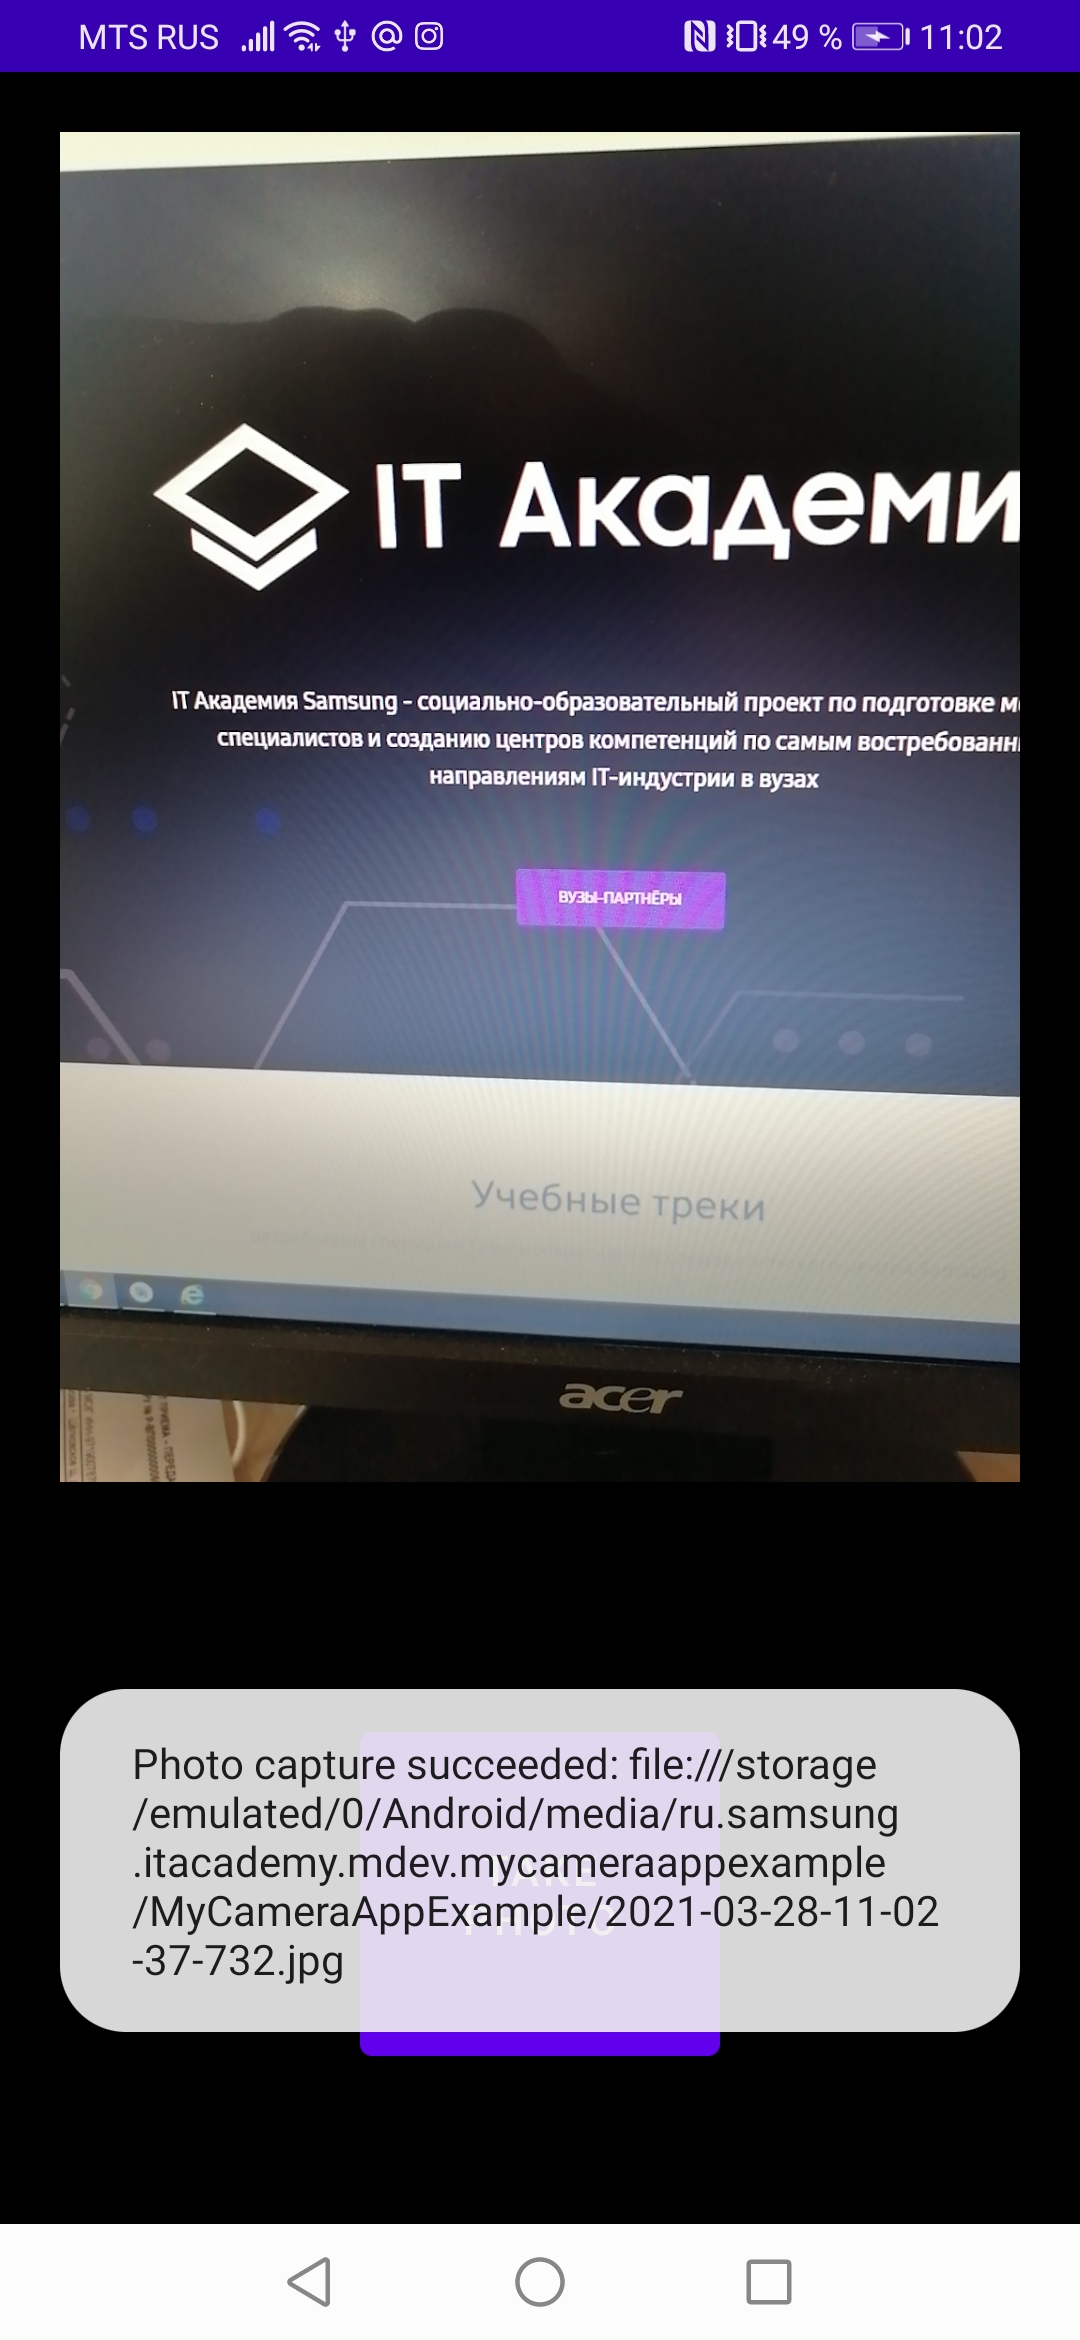 MTS RUS 49 % 11:02
IT Академи
IT Академия Samsung - социально-образовательный проект по подготовке м
специалистов и созданию центров компетенций по самым востребованн
направлениям IT-индустрии в вузах
ВУЗЫ-ПАРТНЁРЫ
Учебные треки
acer
Photo capture succeeded: file:///storage
/emulated/0/Android/media/ru.samsung
.itacademy.mdev.mycameraappexample
/MyCameraAppExample/2021-03-28-11-02
-37-732.jpg
TAKE
PHOTO